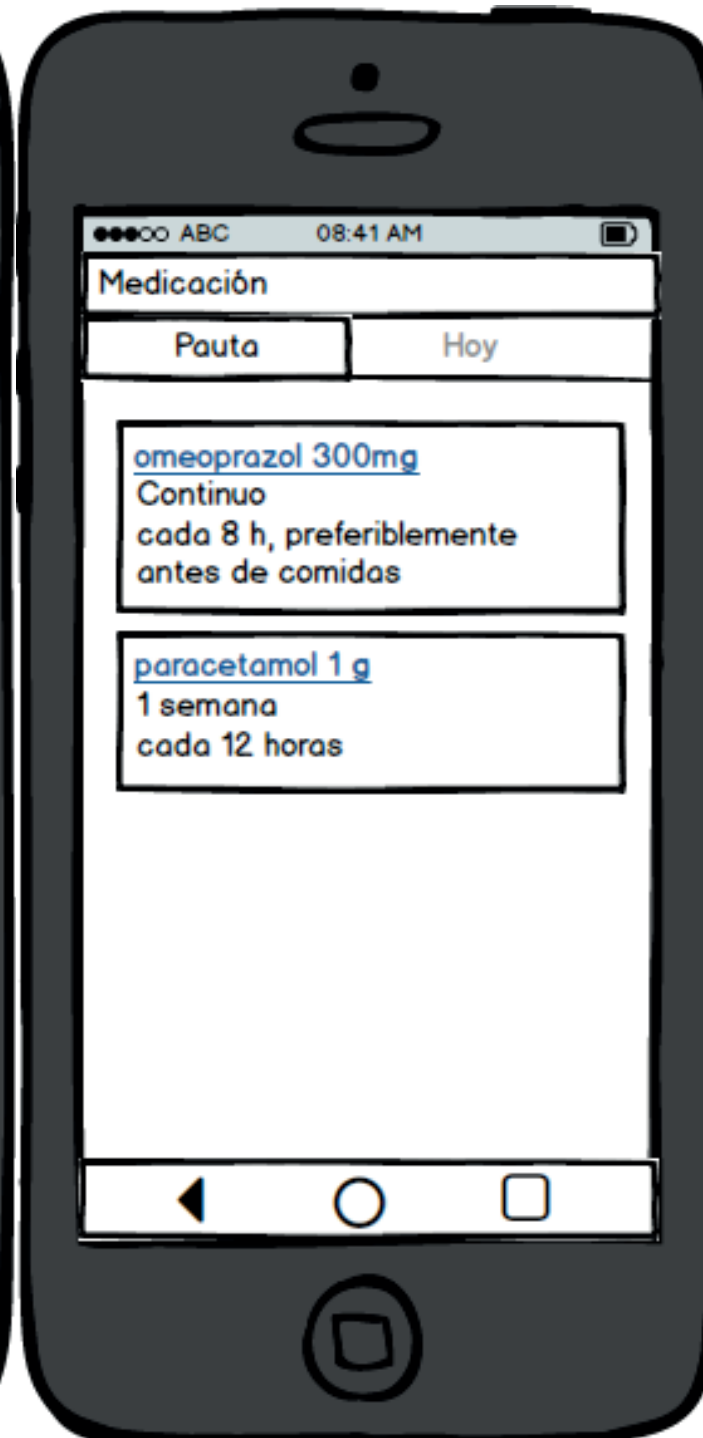 ABC 08:41 AM
Medicación
Pauta Hoy
omeoprazol 300mg
Continuo
cada 8 h, preferiblemente
antes de comidas
paracetamol 1 g
1 semana
cada 12 horas